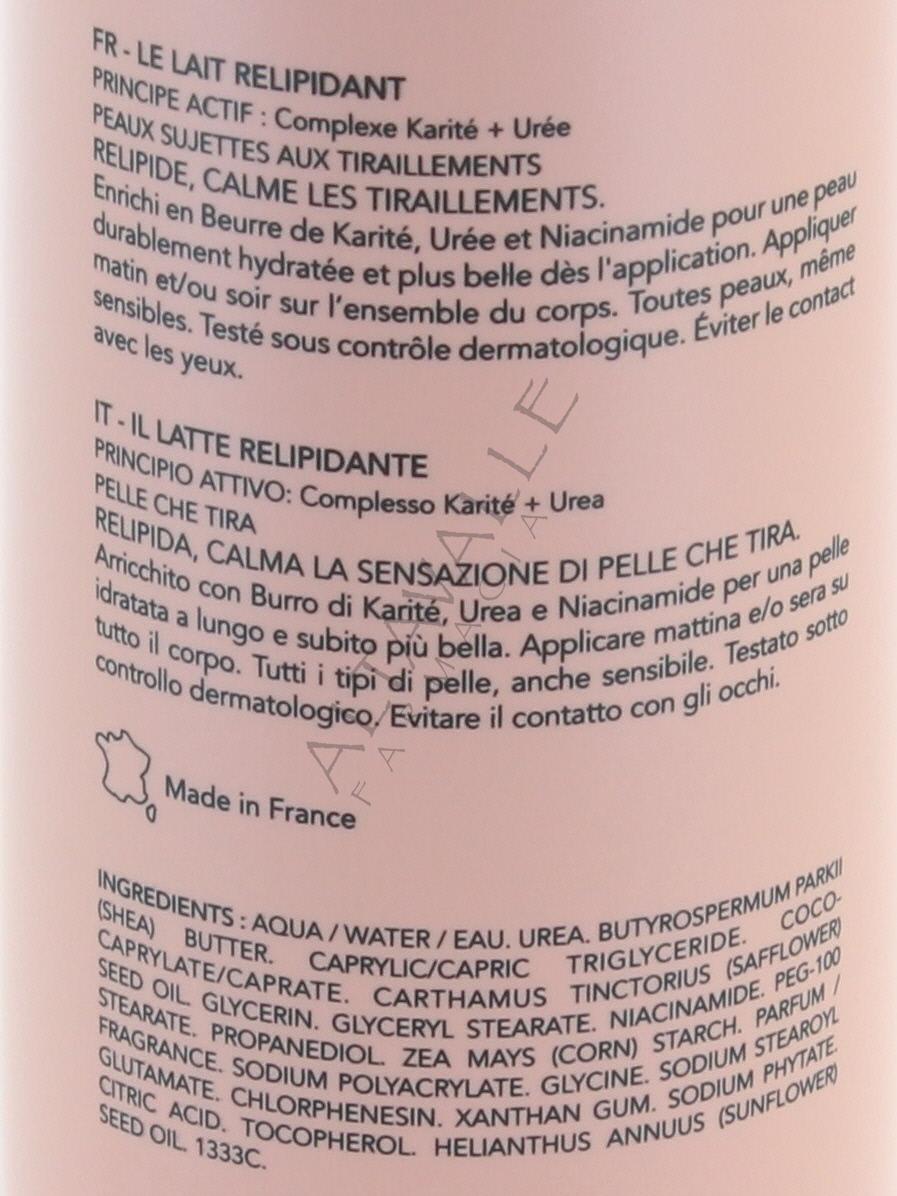 FR - LE LAIT RELIPIDANT
PRINCIPE ACTIF : Complexe Karité + Urée
PEAUX SUJETTES AUX TIRAILLEMENTS
RELIPIDE, CALME LES TIRAILLEMENTS.
Enrichi en Beurre de Karité, Urée et Niacinamide pour une peau
durablement hydratée et plus belle dès l'application. Appliquer
matin et/ou soir sur l'ensemble du corps. Toutes peaux, même
sensibles. Testé sous contrôle dermatologique. Éviter le contact
avec les yeux.
IT - IL LATTE RELIPIDANTE
PRINCIPIO ATTIVO: Complesso Karité + Urea
PELLE CHE TIRA
RELIPIDA, CALMA LA SENSAZIONE DI PELLE CHE TIRA.
Arricchito con Burro di Karité, Urea e Niacinamide per una pelle
idratata a lungo e subito più bella. Applicare mattina e/o sera su
tutto il corpo. Tutti i tipi di pelle, anche sensibile. Testato sotto
controllo dermatologico. Evitare il contatto con gli occhi.
ALTAVALLE
FARMACIA
Made in France
INGREDIENTS : AQUA / WATER / EAU. UREA. BUTYROSPERMUM PARKII
(SHEA) BUTTER. CAPRYLIC/CAPRIC TRIGLYCERIDE. COCO-
CAPRYLATE/CAPRATE. CARTHAMUS TINCTORIUS (SAFFLOWER)
SEED OIL. GLYCERIN. GLYCERYL STEARATE. NIACINAMIDE. PEG-100
STEARATE. PROPANEDIOL. ZEA MAYS (CORN) STARCH. PARFUM /
FRAGRANCE. SODIUM POLYACRYLATE. GLYCINE. SODIUM STEAROYL
GLUTAMATE. CHLORPHENESIN. XANTHAN GUM. SODIUM PHYTATE.
CITRIC ACID. TOCOPHEROL. HELIANTHUS ANNUUS (SUNFLOWER)
SEED OIL. 1333C.